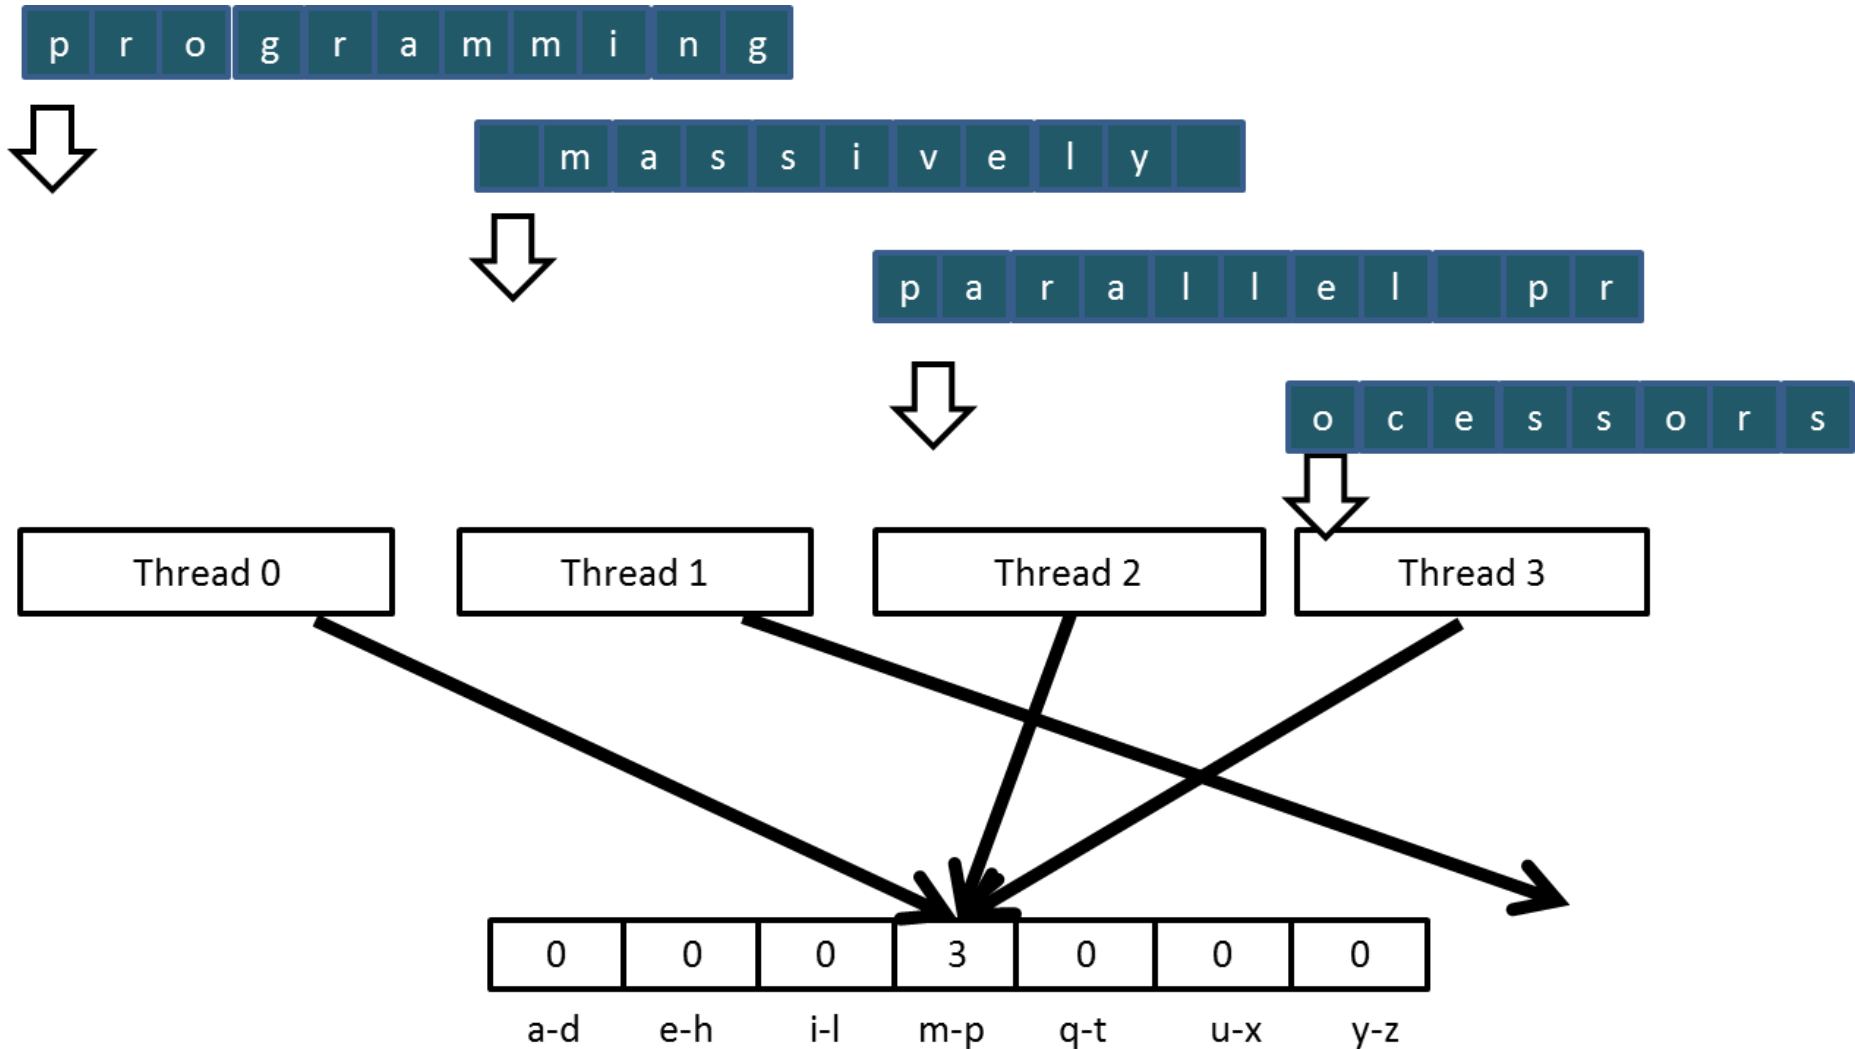 p r o g r a m m i n g
m a s s i v e l y
p a r a l l e l p r
o c e s s o r s
Thread 0 Thread 1 Thread 2 Thread 3
0 0 0 3 0 0 0
a-d e-h i-l m-p q-t u-x y-z